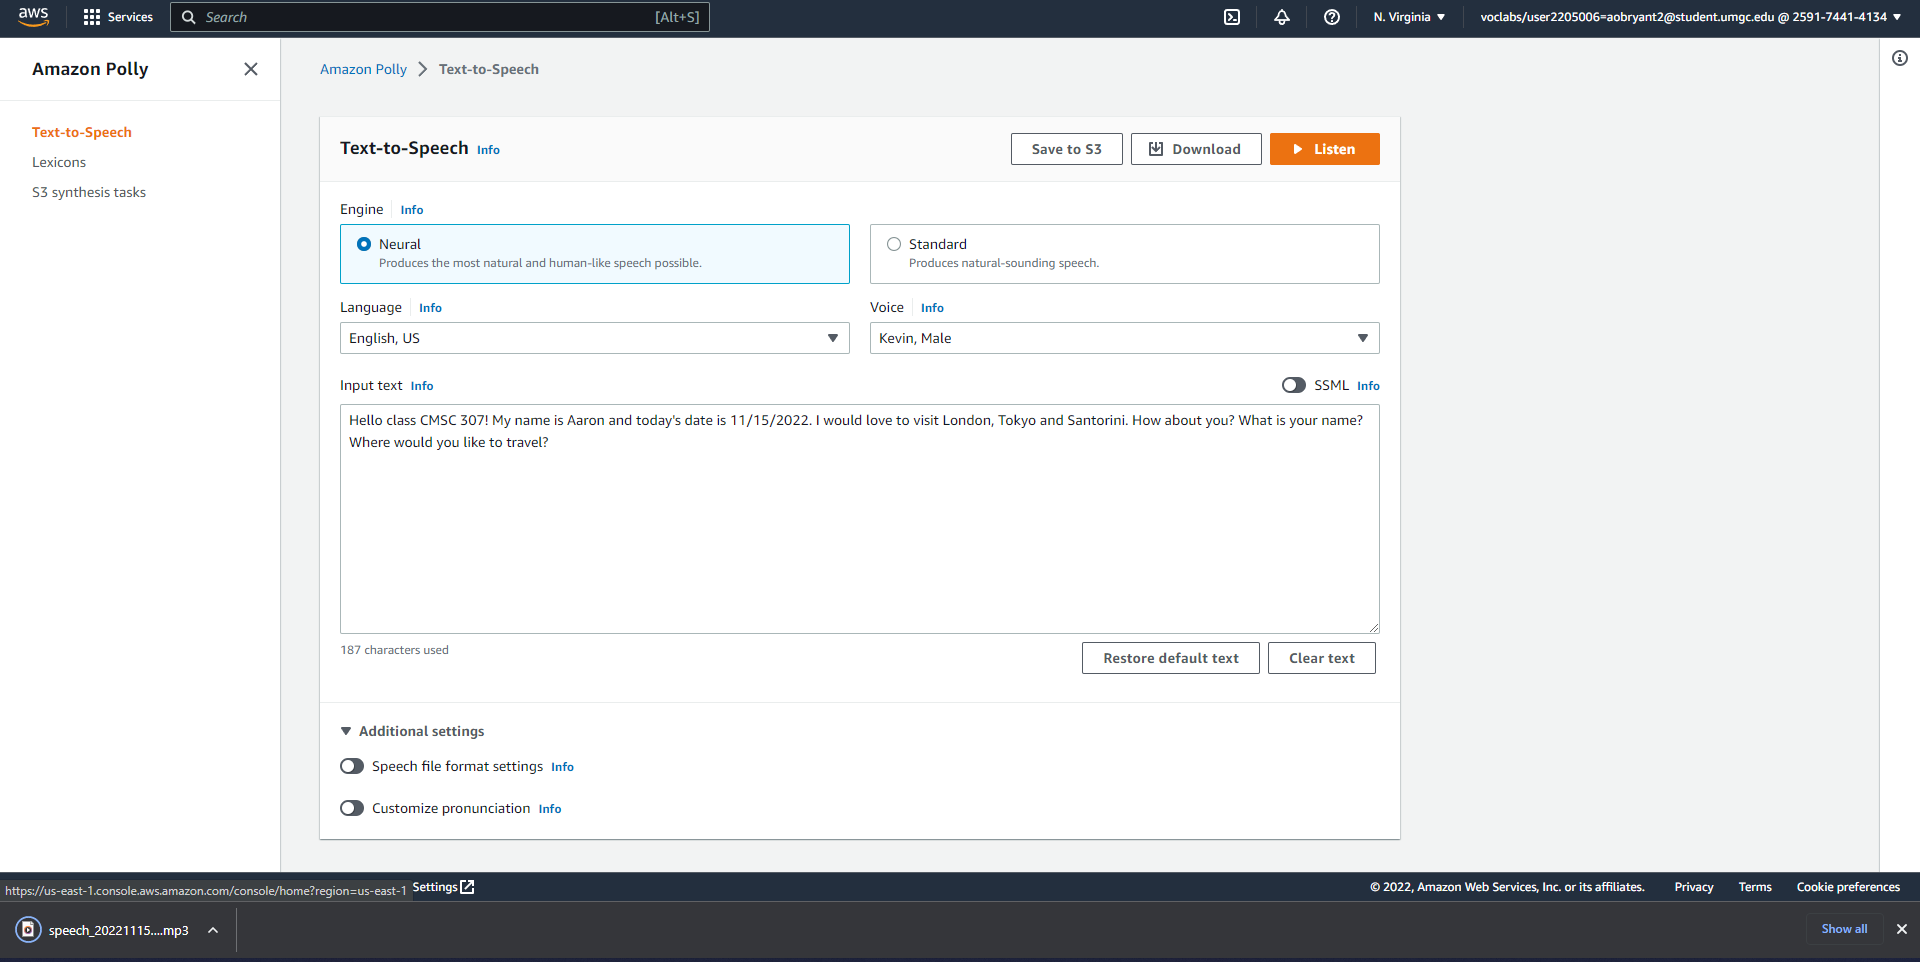 aws
Services
Search
[Alt+S]
N. Virginia
voclabs/user2205006=aobryant2@student.umgc.edu @ 2591-7441-4134
Amazon Polly
Text-to-Speech
Lexicons
S3 synthesis tasks
Amazon Polly
Text-to-Speech
Text-to-Speech Info
Save to S3
Download
Listen
Engine Info
Neural
Produces the most natural and human-like speech possible.
Standard
Produces natural-sounding speech.
Language Info
English, US
Voice Info
Kevin, Male
Input text Info
SSML Info
Hello class CMSC 307! My name is Aaron and today's date is 11/15/2022. I would love to visit London, Tokyo and Santorini. How about you? What is your name?
Where would you like to travel?
187 characters used
Restore default text
Clear text
Additional settings
Speech file format settings Info
Customize pronunciation Info
https://us-east-1.console.aws.amazon.com/console/home?region=us-east-1
Settings
© 2022, Amazon Web Services, Inc. or its affiliates.
Privacy
Terms
Cookie preferences
speech_20221115....mp3
Show all